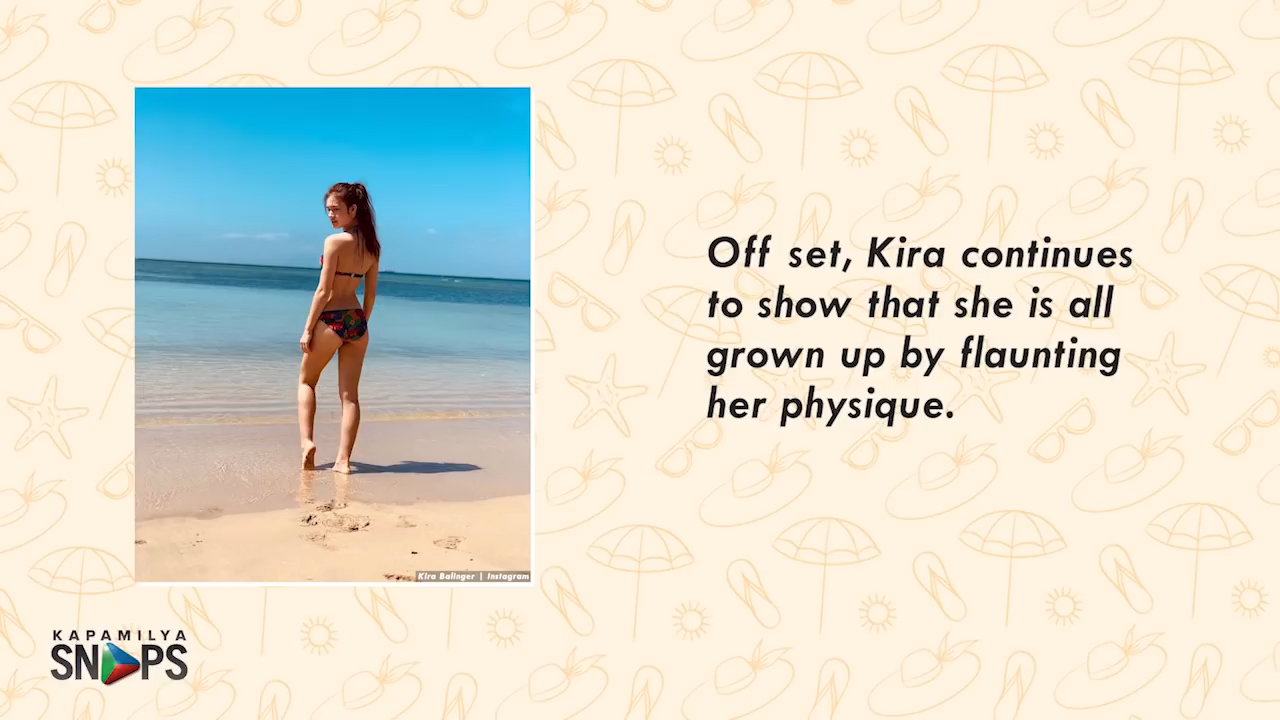 Off set, Kira continues
to show that she is all
grown up by flaunting
her physique.
Kira Balinger | Instagram
KAPAMILYA
SNAPS